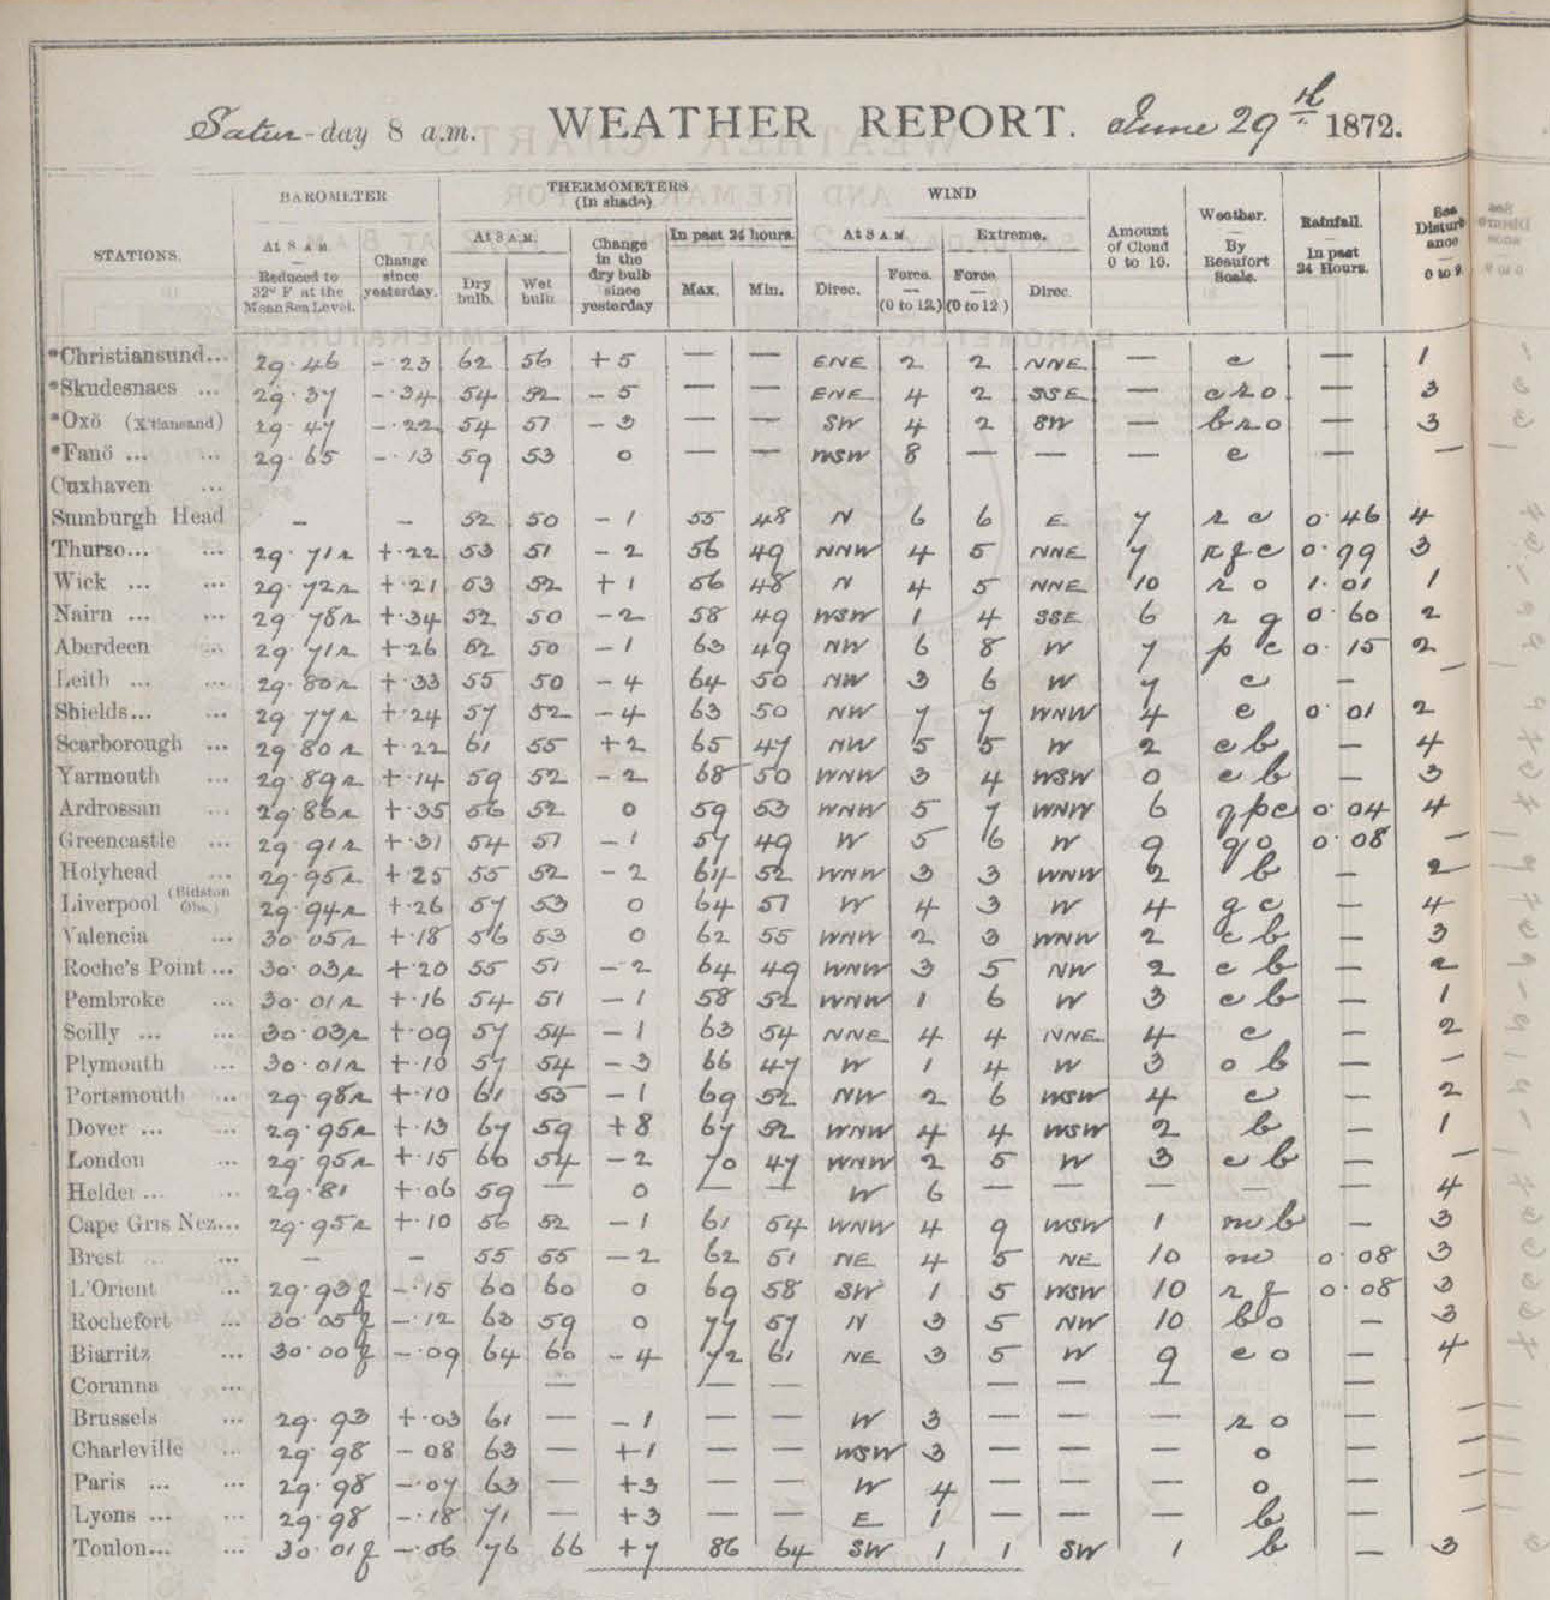 Satur-day 8 a.m. WEATHER REPORT. June 29th 1872.
STATIONS. BAROMETER THERMOMETERS (In shade) WIND Amount of Cloud 0 to 10. Weather. By Beaufort Scale. Rainfall. In past 24 Hours. Sea Disturbance 0 to 9
At 8 A.M. Reduced to 32° F at the Mean Sea Level. Change since yesterday. At 8 A.M. Dry bulb. Wet bulb Change in the dry bulb since yesterday In past 24 hours. Max. Min. At 8 A.M. Direc. Force. (0 to 12.) Extreme. Force. (0 to 12) Direc.
*Christiansund... 29.46 -.23 62 56 +5 — — ENE 2 2 NNE — c — 1
*Skudesnaes ... 29.37 -.34 54 52 -5 — — ENE 4 2 SSE — cro — 3
*Oxö (X'tiansand) 29.47 -.22 54 51 -3 — — SW 4 2 SW — bro — 3
*Fanö ... ... 29.65 -.13 59 53 0 — — WSW 8 — — — c — —
Cuxhaven ...
Sumburgh Head - - 52 50 -1 55 48 N 6 6 E 7 r c 0.46 4
Thurso... ... 29.71r +.22 53 51 -2 56 49 NNW 4 5 NNE 7 rfc 0.99 3
Wick ... ... 29.72r +.21 53 52 +1 56 48 N 4 5 NNE 10 r o 1.01 1
Nairn ... ... 29.78r +.34 52 50 -2 58 49 WSW 1 4 SSE 6 r g 0.60 2
Aberdeen ... 29.71r +.26 52 50 -1 63 49 NW 6 8 W 7 p c 0.15 2
Leith ... ... 29.80r +.33 55 50 -4 64 50 NW 3 6 W 7 c — —
Shields... ... 29.77r +.24 57 52 -4 63 50 NW 7 7 WNW 4 c 0.01 2
Scarborough ... 29.80r +.22 61 55 +2 65 47 NW 5 5 W 2 cb — 4
Yarmouth ... 29.89r +.14 59 52 -2 68 50 WNW 3 4 WSW 0 c b — 3
Ardrossan ... 29.86r +.35 56 52 0 59 53 WNW 5 7 WNW 6 qpc 0.04 4
Greencastle ... 29.91r +.31 54 51 -1 57 49 W 5 6 W 9 qo 0.08 —
Holyhead ... 29.95r +.25 55 52 -2 61 52 WNW 3 3 WNW 2 b — 2
Liverpool (Bidston Obs.) 29.94r +.26 57 53 0 64 51 W 4 3 W 4 g c — 4
Valencia ... 30.05r +.18 56 53 0 62 55 WNW 2 3 WNW 2 c b — 3
Roche's Point ... 30.03r +.20 55 51 -2 64 49 WNW 3 5 NW 2 c b — 2
Pembroke ... 30.01r +.16 54 51 -1 58 52 WNW 1 6 W 3 c b — 1
Scilly ... ... 30.03r +.09 57 54 -1 63 54 NNE 4 4 NNE 4 c — 2
Plymouth ... 30.01r +.10 57 54 -3 66 47 W 1 4 W 3 o b — —
Portsmouth ... 29.98r +.10 61 55 -1 69 52 NW 2 6 WSW 4 c — 2
Dover ... ... 29.95r +.13 67 59 +8 67 52 WNW 4 4 WSW 2 b — 1
London ... 29.95r +.15 60 54 -2 70 47 WNW 2 5 W 3 c b — —
Helder ... ... 29.81 +.06 59 — 0 — — W 6 — — — — — 4
Cape Gris Nez... 29.95r +.10 56 52 -1 61 54 WNW 4 9 WSW 1 mb — 3
Brest ... ... — - 55 55 -2 62 51 NE 4 5 NE 10 m 0.08 3
L'Orient ... 29.93f -.15 60 60 0 69 58 SW 1 5 WSW 10 r f 0.08 3
Rochefort ... 30.05f -.12 63 59 0 77 57 N 3 5 NW 10 bo — 3
Biarritz ... 30.00f -.09 64 60 -4 72 61 NE 3 5 W 9 co — 4
Corunna ... — — — — — — —
Brussels ... 29.93 +.03 61 — -1 — — W 3 — — — r o — —
Charleville ... 29.98 -08 63 — +1 — — WSW 3 — — — o — —
Paris ... ... 29.98 -.07 63 — +3 — — W 4 — — — o — —
Lyons ... ... 29.98 -.18 71 — +3 — — E 1 — — — b — —
Toulon... ... 30.01f -.06 76 66 +7 86 64 SW 1 1 SW 1 b — 3